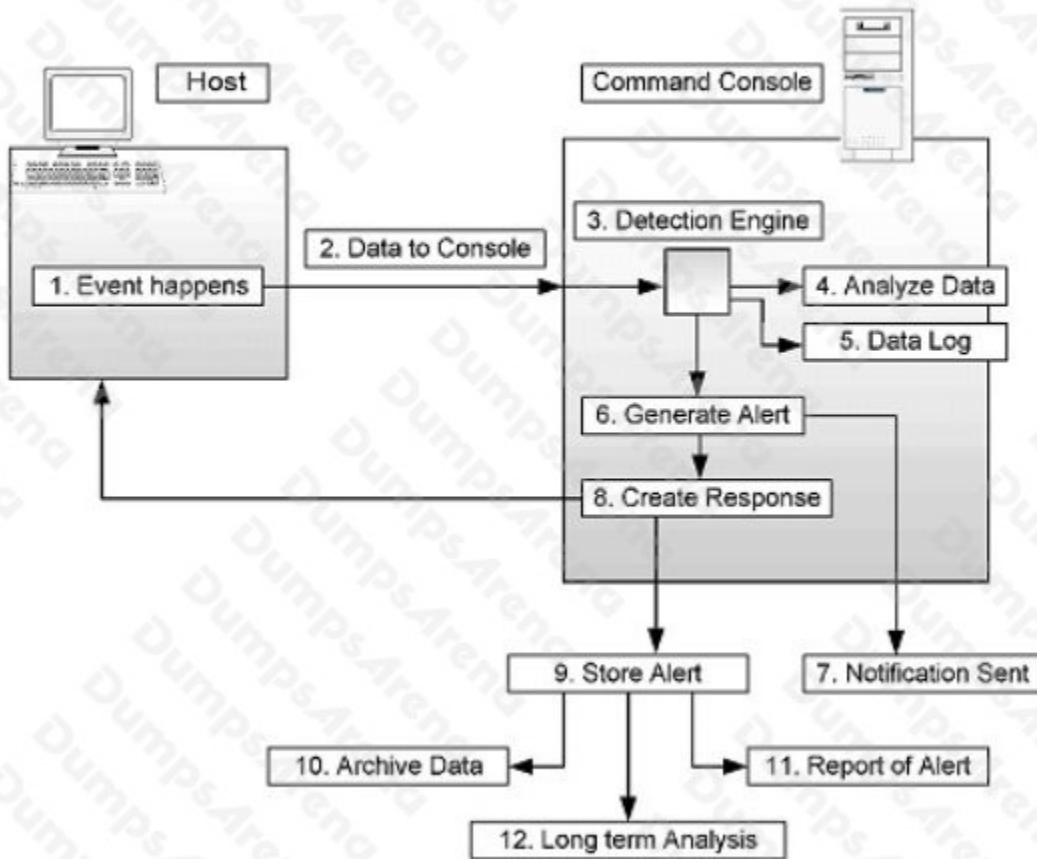 Host
Command Console
3. Detection Engine
2. Data to Console
1. Event happens
4. Analyze Data
5. Data Log
6. Generate Alert
8. Create Response
9. Store Alert
7. Notification Sent
10. Archive Data
11. Report of Alert
12. Long term Analysis
DumpsArena